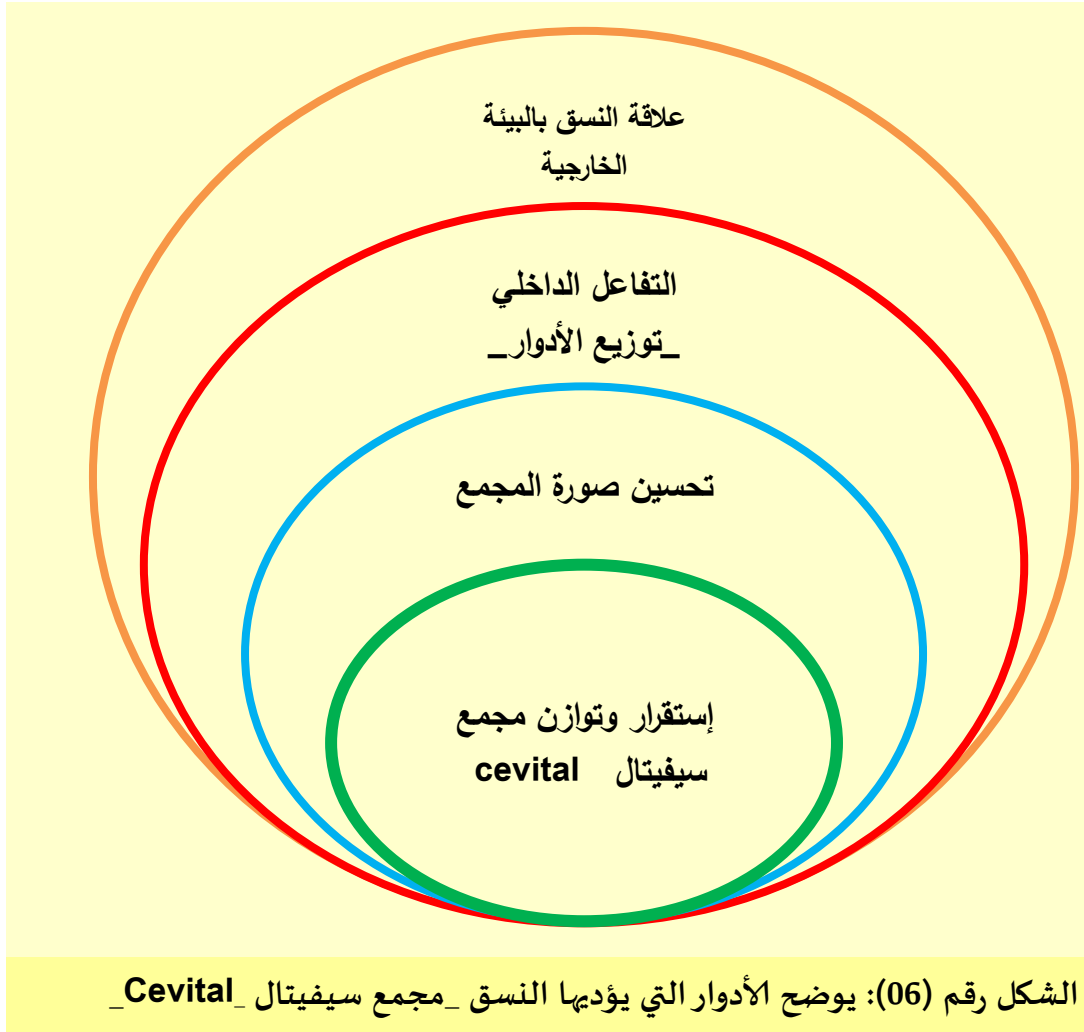 علاقة النسق بالبيئة
الخارجية
التفاعل الداخلي
_توزيع الأدوار_
تحسين صورة المجمع
إستقرار وتوازن مجمع
سيفيتال cevital
الشكل رقم (06): يوضح الأدوار التي يؤديها النسق _مجمع سيفيتال _Cevital_